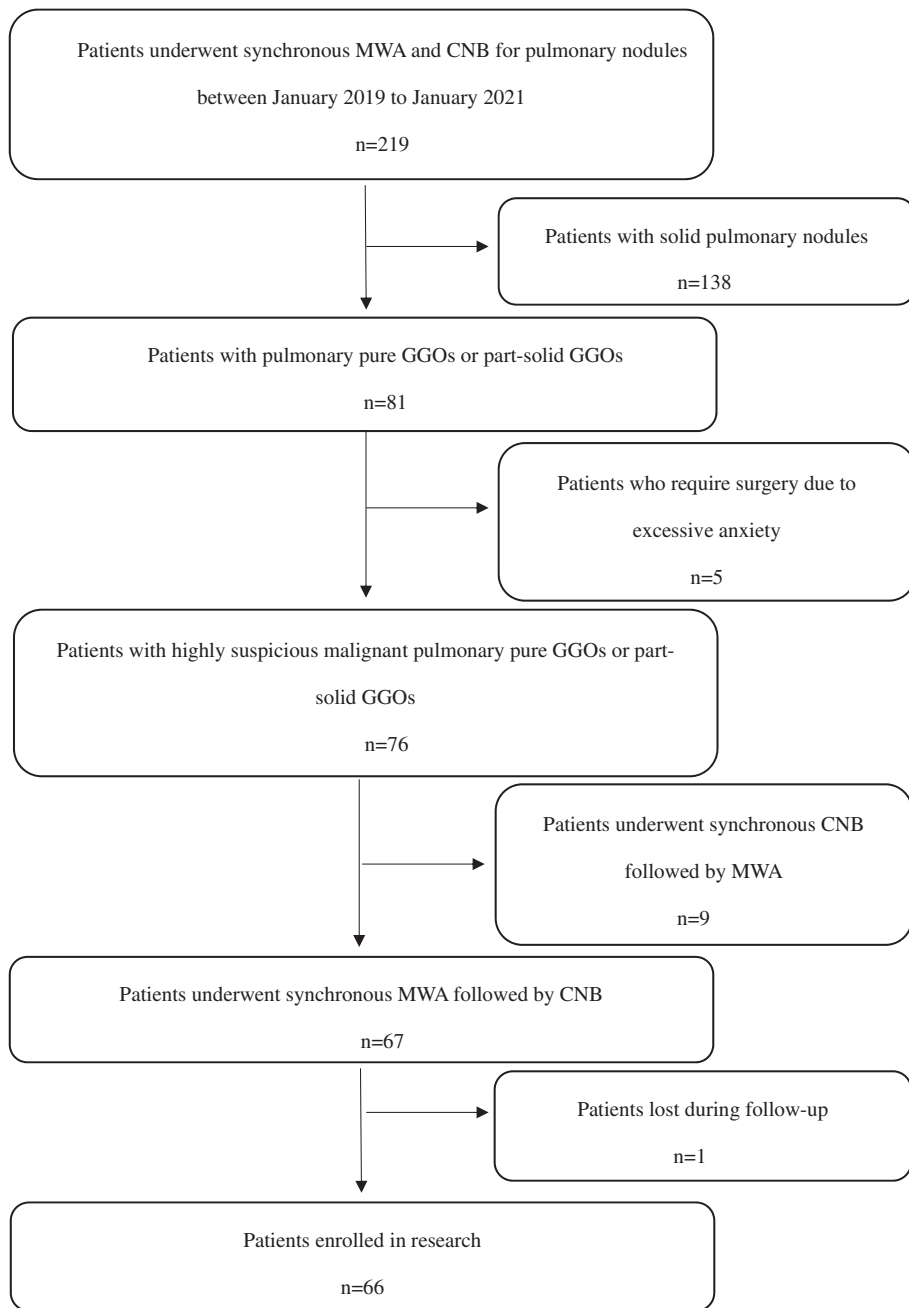 Patients underwent synchronous MWA and CNB for pulmonary nodules
between January 2019 to January 2021
n=219
Patients with solid pulmonary nodules
n=138
Patients with pulmonary pure GGOs or part-solid GGOs
n=81
Patients who require surgery due to
excessive anxiety
n=5
Patients with highly suspicious malignant pulmonary pure GGOs or part-
solid GGOs
n=76
Patients underwent synchronous CNB
followed by MWA
n=9
Patients underwent synchronous MWA followed by CNB
n=67
Patients lost during follow-up
n=1
Patients enrolled in research
n=66